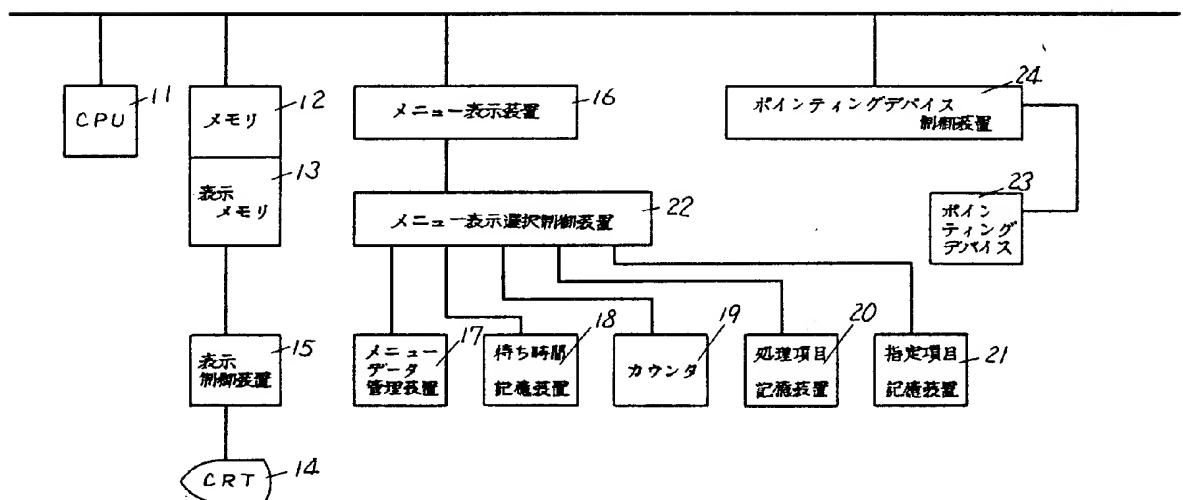 11
CPU
12
メモリ
13
表示
メモリ
16
メニュー表示装置
24
ポインティングデバイス
制御装置
22
メニュー表示選択制御装置
23
ポイン
ティング
デバイス
15
表示
制御装置
17
メニュー
データ
管理装置
18
待ち時間
記憶装置
19
カウンタ
20
処理項目
記憶装置
21
指定項目
記憶装置
14
CRT